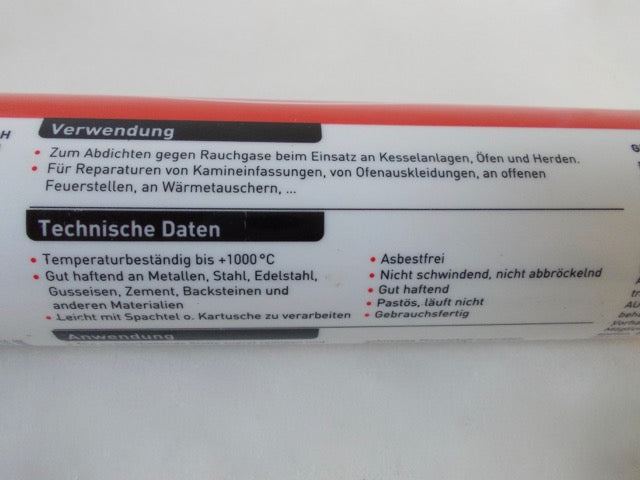 H
Verwendung
• Zum Abdichten gegen Rauchgase beim Einsatz an Kesselanlagen, Öfen und Herden.
• Für Reparaturen von Kamineinfassungen, von Ofenauskleidungen, an offenen
Feuerstellen, an Wärmetauschern, ...
Technische Daten
• Temperaturbeständig bis +1000°C
• Gut haftend an Metallen, Stahl, Edelstahl,
Gusseisen, Zement, Backsteinen und
anderen Materialien
• Leicht mit Spachtel o. Kartusche zu verarbeiten
• Asbestfrei
• Nicht schwindend, nicht abbröckelnd
• Gut haftend
• Pastös, läuft nicht
• Gebrauchsfertig
Anwendung